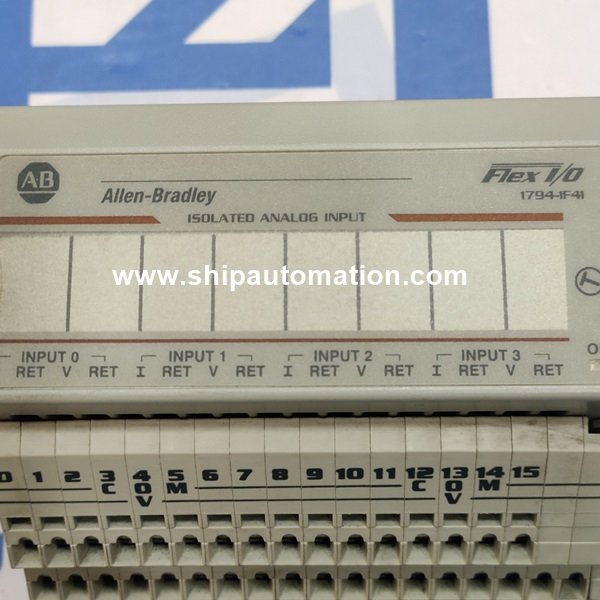 AB
Allen-Bradley
Flex I/O
1794-IF4I
ISOLATED ANALOG INPUT
www.shipautomation.com
INPUT 0 INPUT 1 INPUT 2 INPUT 3
RET V RET I RET V RET I RET V RET I RET V RET
0 1 2 3 4 5 6 7 8 9 10 11 12 13 14 15
C O M C O M
V V